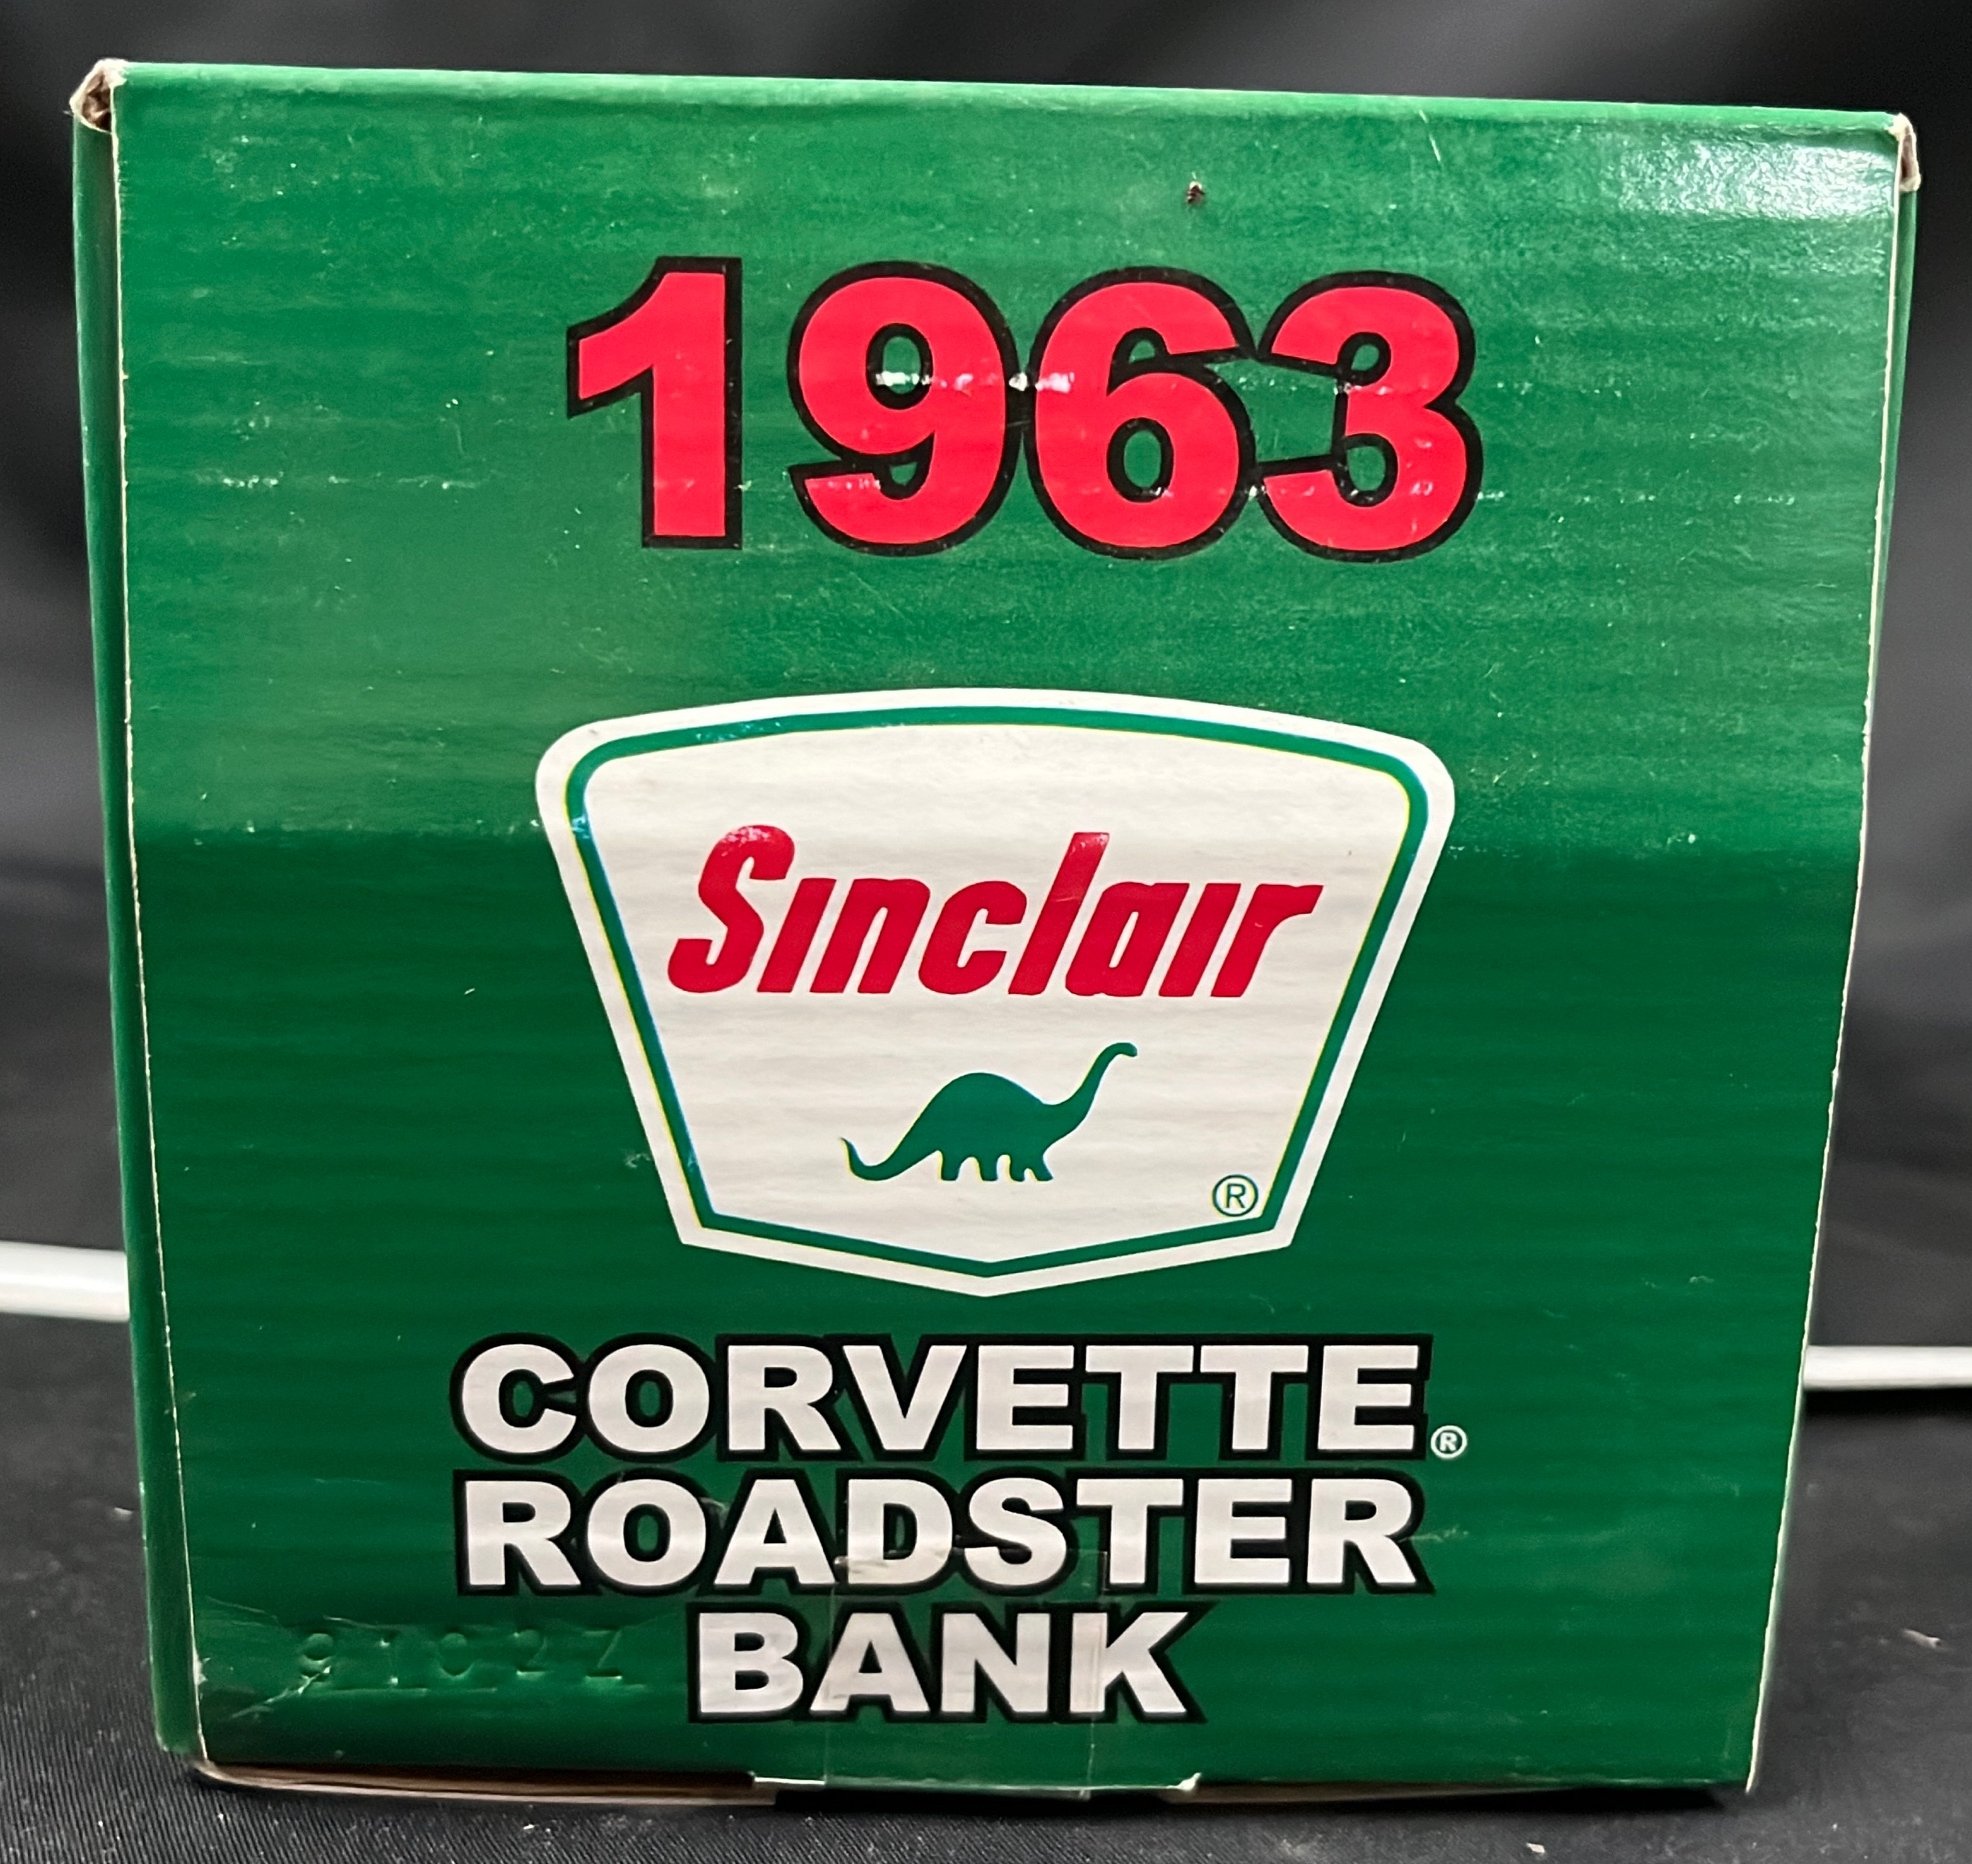 1963
Sinclair
®
CORVETTE®
ROADSTER
BANK